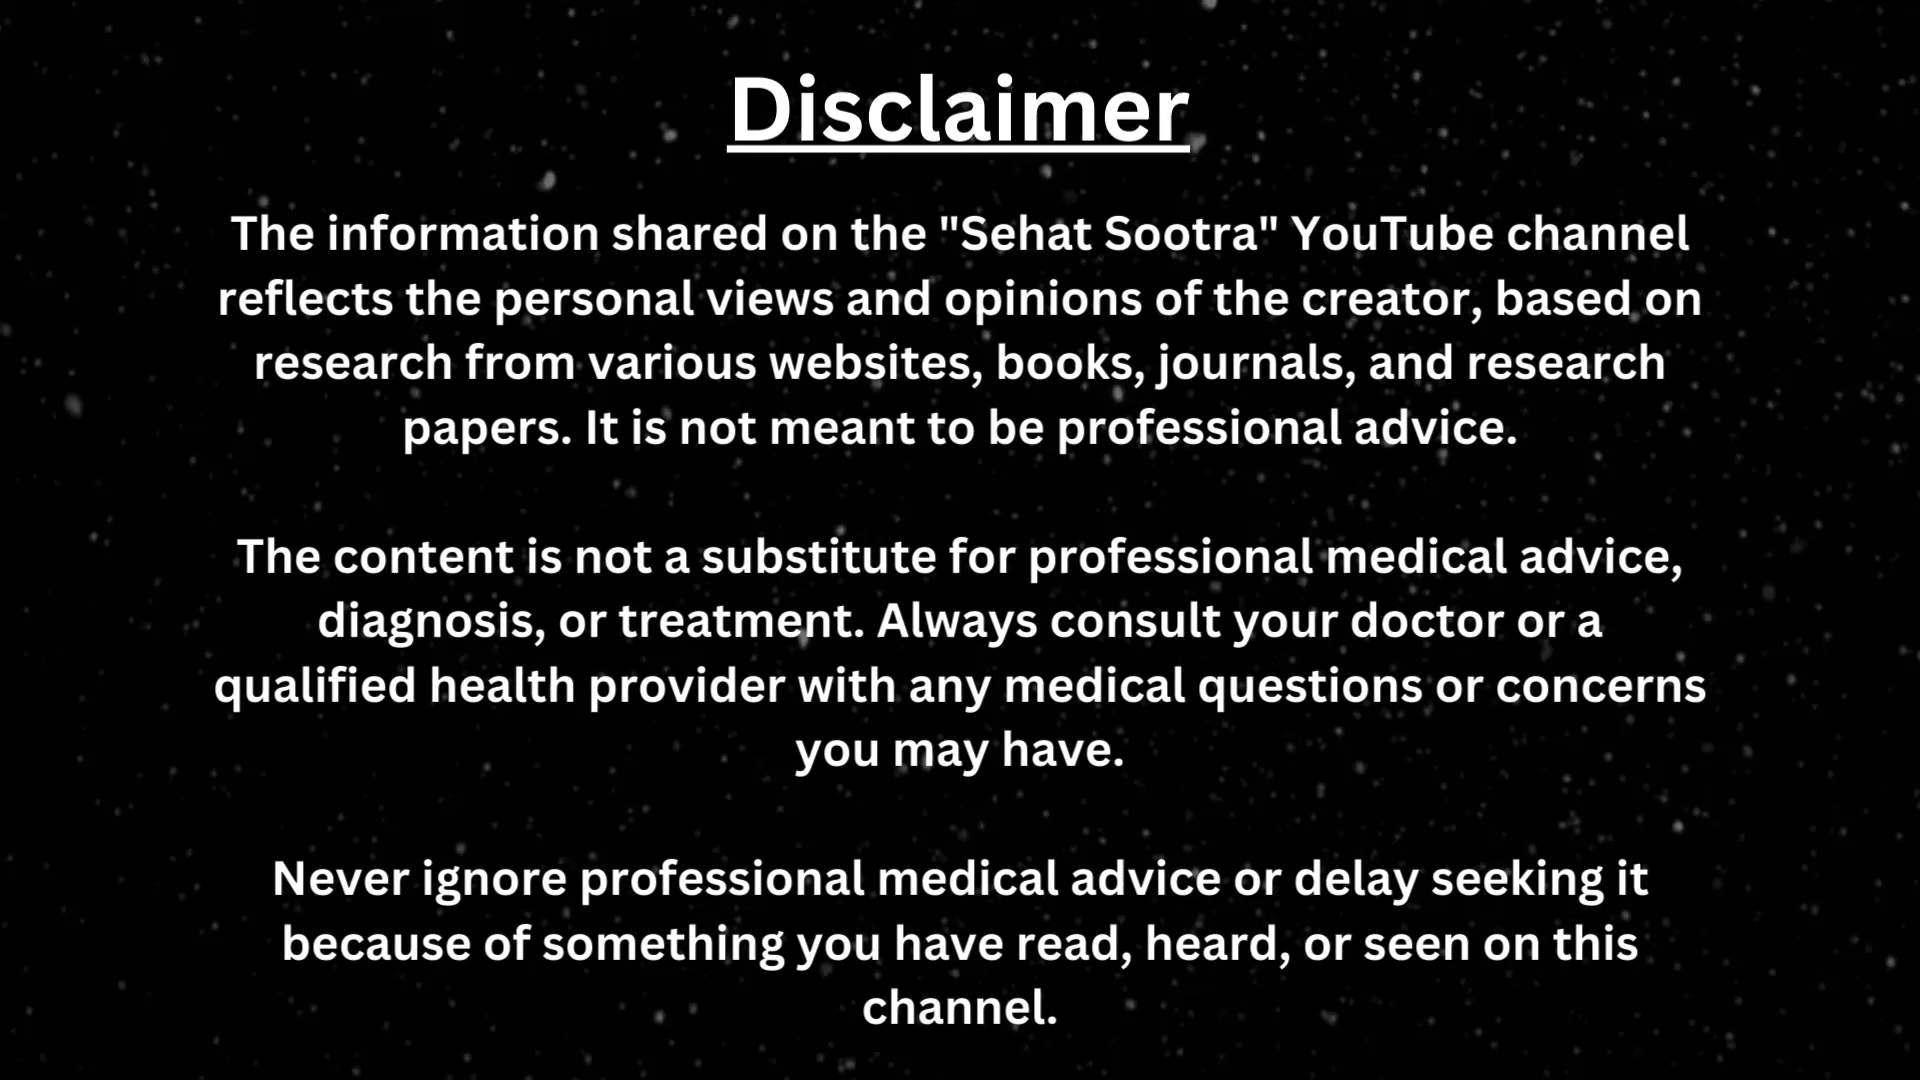 Disclaimer
The information shared on the "Sehat Sootra" YouTube channel
reflects the personal views and opinions of the creator, based on
research from various websites, books, journals, and research
papers. It is not meant to be professional advice.
The content is not a substitute for professional medical advice,
diagnosis, or treatment. Always consult your doctor or a
qualified health provider with any medical questions or concerns
you may have.
Never ignore professional medical advice or delay seeking it
because of something you have read, heard, or seen on this
channel.